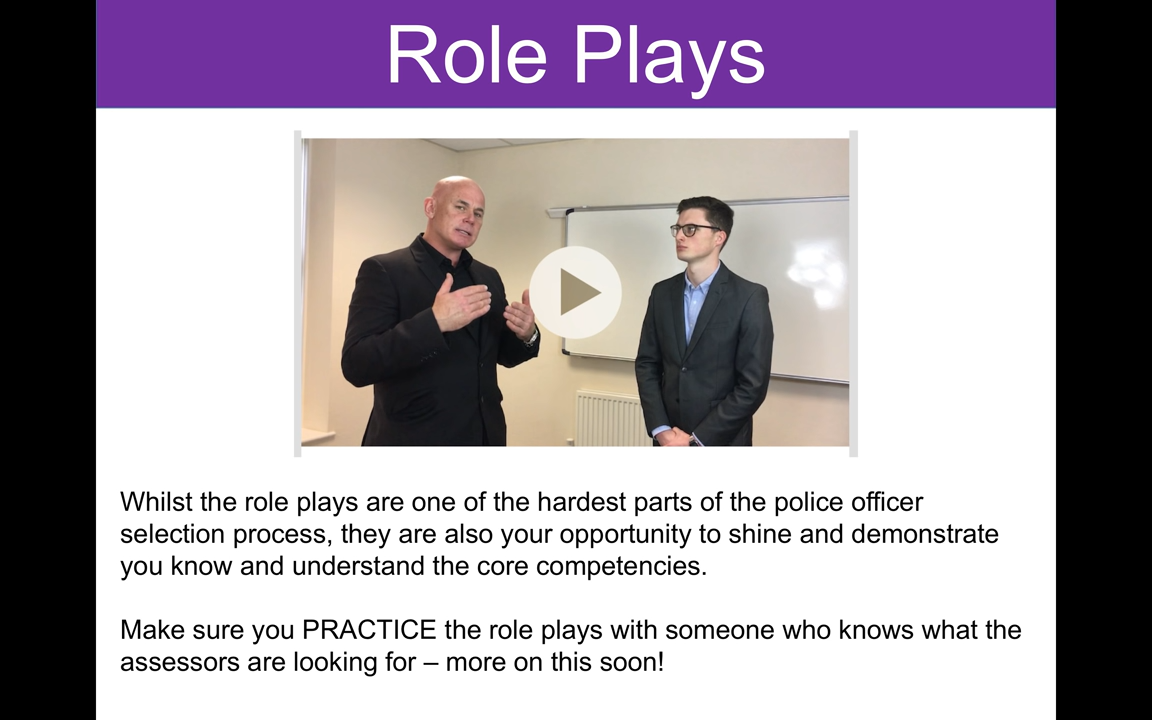 Role Plays
Whilst the role plays are one of the hardest parts of the police officer
selection process, they are also your opportunity to shine and demonstrate
you know and understand the core competencies.
Make sure you PRACTICE the role plays with someone who knows what the
assessors are looking for – more on this soon!